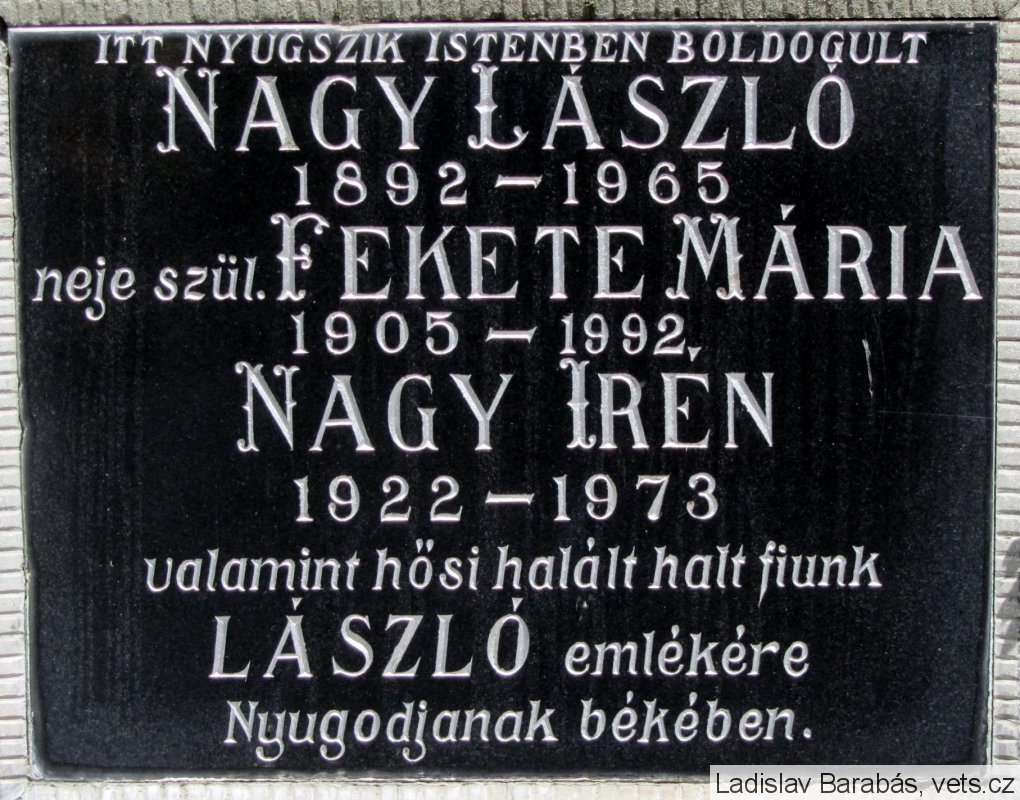 ITT NYUGSZIK ISTENBEN BOLDOGULT
NAGY LÁSZLÓ
1892 – 1965
neje szül. FEKETE MÁRIA
1905 – 1992.
NAGY IRÉN
1922 – 1973
valamint hősi halált halt fiunk
LÁSZLÓ emlékére
Nyugodjanak békében.
Ladislav Barabás, vets.cz